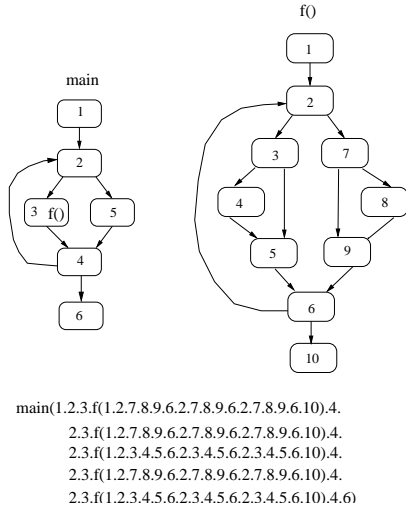 f()
main
1
2
3
7
4
8
5
9
6
10
1
2
3 f()
5
4
6
main(1.2.3.f(1.2.7.8.9.6.2.7.8.9.6.2.7.8.9.6.10).4.
2.3.f(1.2.7.8.9.6.2.7.8.9.6.2.7.8.9.6.10).4.
2.3.f(1.2.3.4.5.6.2.3.4.5.6.2.3.4.5.6.10).4.
2.3.f(1.2.7.8.9.6.2.7.8.9.6.2.7.8.9.6.10).4.
2.3.f(1.2.3.4.5.6.2.3.4.5.6.2.3.4.5.6.10).4.6)